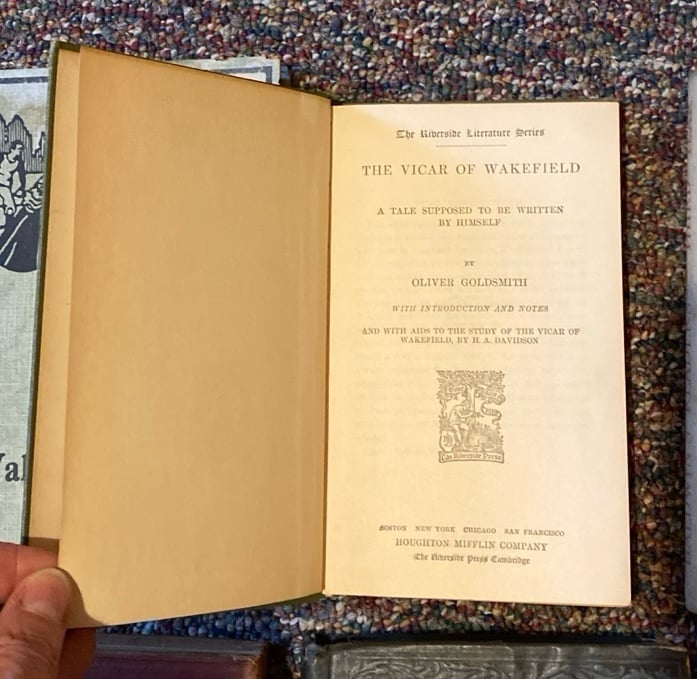 The Riverside Literature Series
THE VICAR OF WAKEFIELD
A TALE SUPPOSED TO BE WRITTEN
BY HIMSELF
BY
OLIVER GOLDSMITH
WITH INTRODUCTION AND NOTES
AND WITH AIDS TO THE STUDY OF THE VICAR OF
WAKEFIELD, BY H. A. DAVIDSON
The Riverside Press
BOSTON NEW YORK CHICAGO SAN FRANCISCO
HOUGHTON MIFFLIN COMPANY
The Riverside Press Cambridge